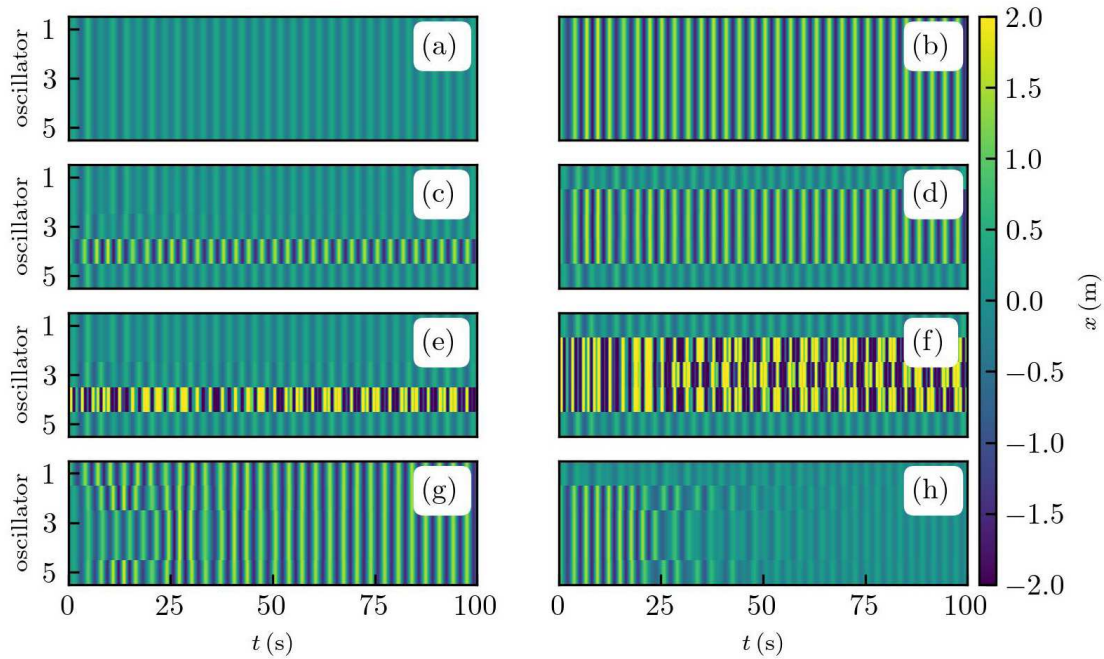 oscillator
1
3
5
(a)
(b)
2.0
1.5
1.0
0.5
0.0
−0.5
−1.0
−1.5
−2.0
x (m)
oscillator
1
3
5
(c)
(d)
oscillator
1
3
5
(e)
(f)
oscillator
1
3
5
(g)
(h)
0 25 50 75 100
0 25 50 75 100
t (s)
t (s)